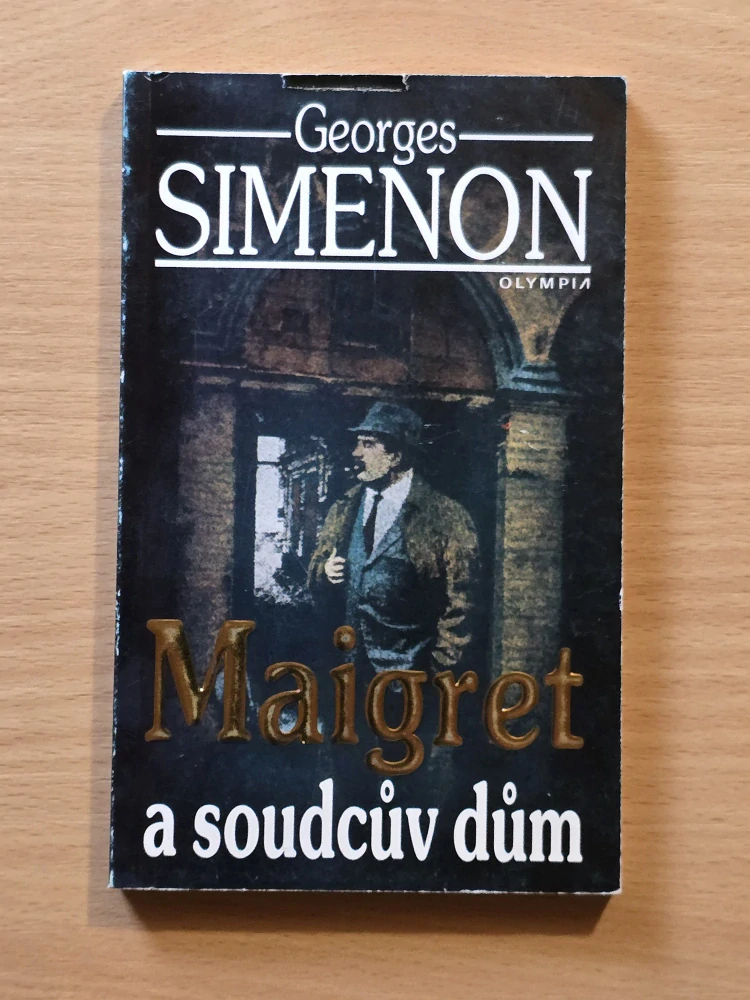 Georges
SIMENON
OLYMPIA
Maigret
a soudcův dům